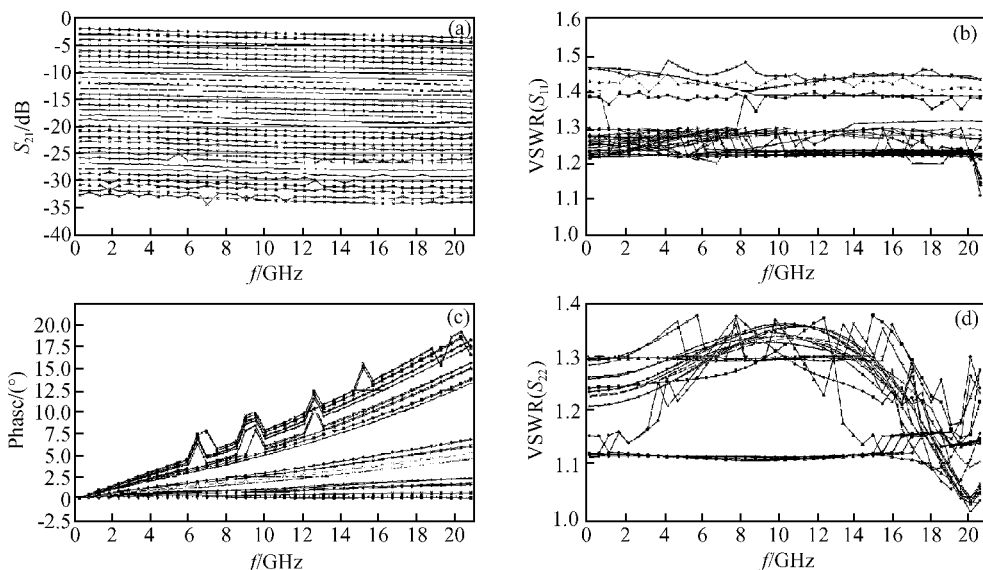 (a)
0
-5
-10
-15
-20
-25
-30
-35
-40
S21/dB
0 2 4 6 8 10 12 14 16 18 20
f/GHz
(b)
1.6
1.5
1.4
1.3
1.2
1.1
1.0
VSWR(S11)
0 2 4 6 8 10 12 14 16 18 20
f/GHz
(c)
20.0
17.5
15.0
12.5
10.0
7.5
5.0
2.5
0
-2.5
Phasc/(°)
0 2 4 6 8 10 12 14 16 18 20
f/GHz
(d)
1.4
1.3
1.2
1.1
1.0
VSWR(S22)
0 2 4 6 8 10 12 14 16 18 20
f/GHz